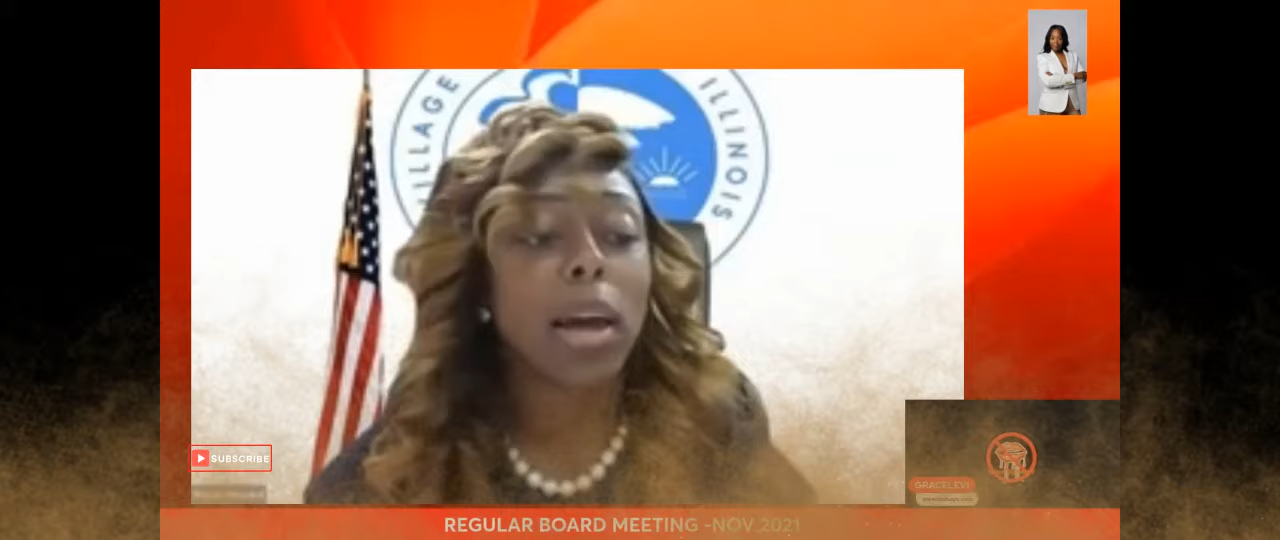 VILLAGE
ILLINOIS
SUBSCRIBE
GRACELEVI
REGULAR BOARD MEETING -NOV 2021